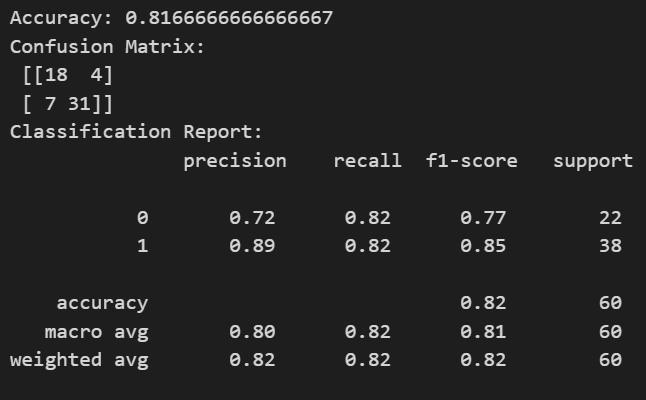 Accuracy: 0.8166666666666667
Confusion Matrix:
[[18  4]
[ 7 31]]
Classification Report:
precision recall f1-score support
0 0.72 0.82 0.77 22
1 0.89 0.82 0.85 38
accuracy 0.82 60
macro avg 0.80 0.82 0.81 60
weighted avg 0.82 0.82 0.82 60